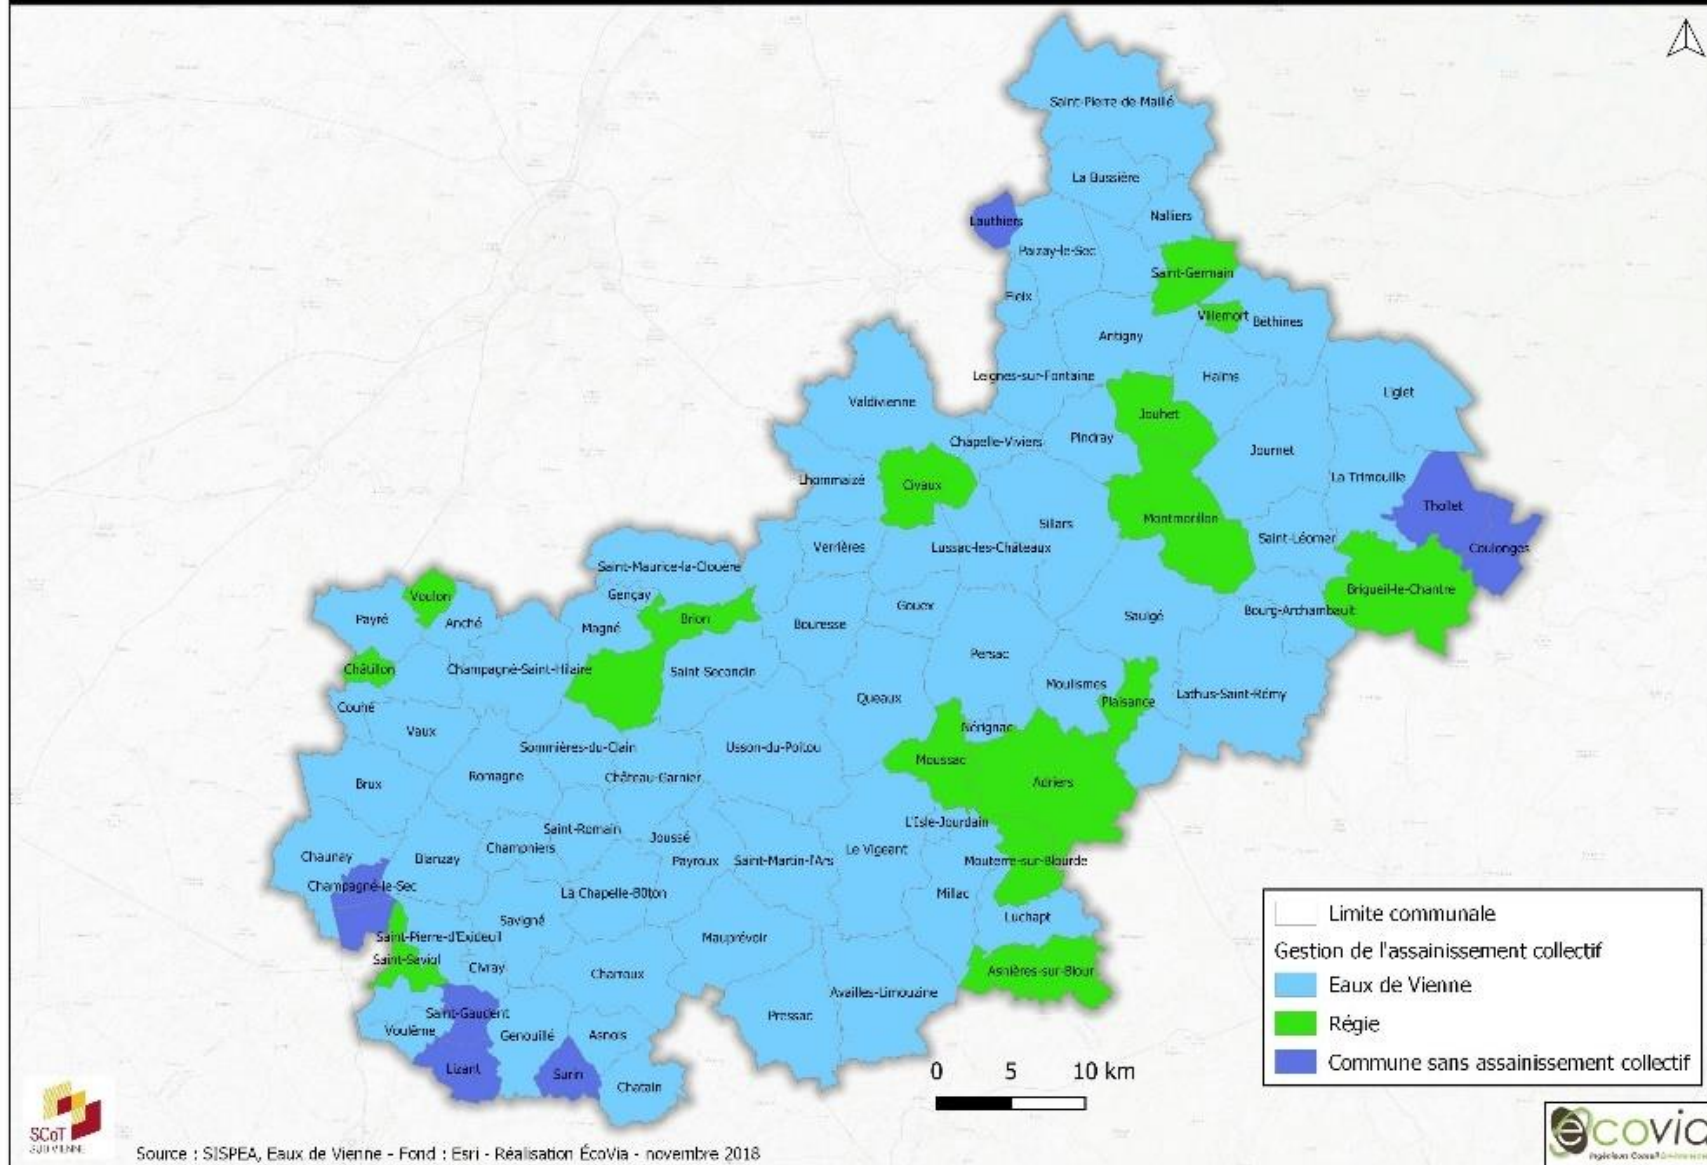 Saint-Pierre de Maillé
La Bussière
Nalliers
Lauthiers
Paizay-le-Sec
Saint-Germain
Fleix
Villemort
Béthines
Antigny
Leignes-sur-Fontaine
Haims
Liglet
Valdivienne
Jouhet
Chapelle-Viviers
Pindray
Journet
La Trimouille
Lhommaizé
Civaux
Thollet
Montmorillon
Sillars
Saint-Léomer
Verrières
Lussac-les-Châteaux
Coulonges
Saint-Maurice-la-Clouère
Brigueil-le-Chantre
Gençay
Voulon
Gouex
Bourg-Archambault
Payré
Anché
Magné
Brion
Bouresse
Saulgé
Persac
Châtillon
Champagné-Saint-Hilaire
Saint Secondin
Moulismes
Lathus-Saint-Rémy
Queaux
Plaisance
Couhé
Nérignac
Vaux
Sommières-du-Clain
Usson-du-Poitou
Moussac
Romagne
Château-Garnier
Adriers
Brux
L'Isle-Jourdain
Saint-Romain
Joussé
Champniers
Le Vigeant
Chaunay
Blanzay
Payroux
Saint-Martin-l'Ars
Mouterre-sur-Blourde
Champagné-le-Sec
La Chapelle-Bâton
Millac
Savigné
Luchapt
Saint-Pierre-d'Exideuil
Mauprévoir
Saint-Saviol
Civray
Charroux
Asnières-sur-Blour
Availles-Limouzine
Saint-Gaudent
Pressac
Voulême
Genouillé
Asnois
Lizant
Surin
Chatain
0 5 10 km
Limite communale
Gestion de l'assainissement collectif
Eaux de Vienne
Régie
Commune sans assainissement collectif
SCoT
SUD VIENNE
Source : SISPEA, Eaux de Vienne - Fond : Esri - Réalisation ÉcoVia - novembre 2018
écovia